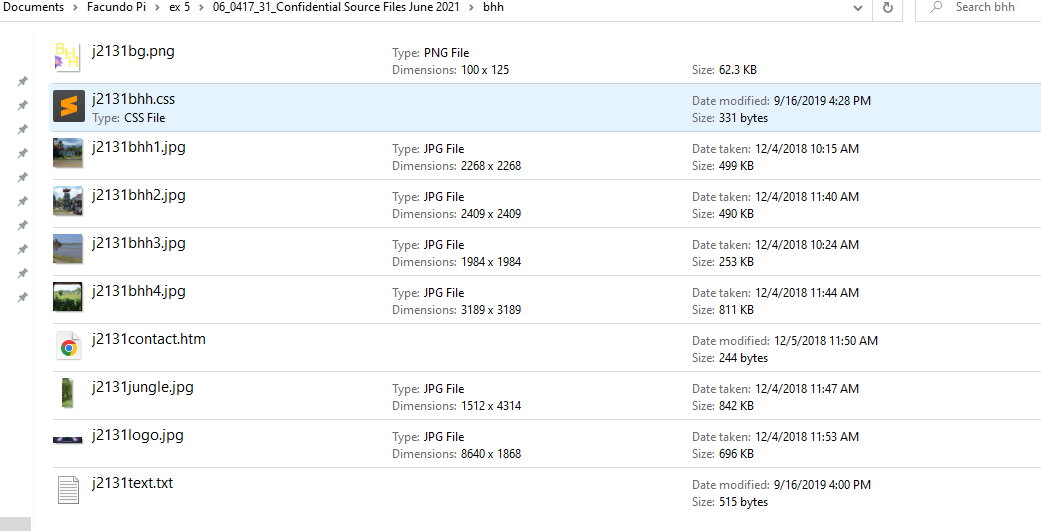 Documents > Facundo Pi > ex 5 > 06_0417_31_Confidential Source Files June 2021 > bhh
Search bhh
j2131bg.png
Type: PNG File
Dimensions: 100 x 125
Size: 62.3 KB
j2131bhh.css
Type: CSS File
Date modified: 9/16/2019 4:28 PM
Size: 331 bytes
j2131bhh1.jpg
Type: JPG File
Dimensions: 2268 x 2268
Date taken: 12/4/2018 10:15 AM
Size: 499 KB
j2131bhh2.jpg
Type: JPG File
Dimensions: 2409 x 2409
Date taken: 12/4/2018 11:40 AM
Size: 490 KB
j2131bhh3.jpg
Type: JPG File
Dimensions: 1984 x 1984
Date taken: 12/4/2018 10:24 AM
Size: 253 KB
j2131bhh4.jpg
Type: JPG File
Dimensions: 3189 x 3189
Date taken: 12/4/2018 11:44 AM
Size: 811 KB
j2131contact.htm
Date modified: 12/5/2018 11:50 AM
Size: 244 bytes
j2131jungle.jpg
Type: JPG File
Dimensions: 1512 x 4314
Date taken: 12/4/2018 11:47 AM
Size: 842 KB
j2131logo.jpg
Type: JPG File
Dimensions: 8640 x 1868
Date taken: 12/4/2018 11:53 AM
Size: 696 KB
j2131text.txt
Date modified: 9/16/2019 4:00 PM
Size: 515 bytes